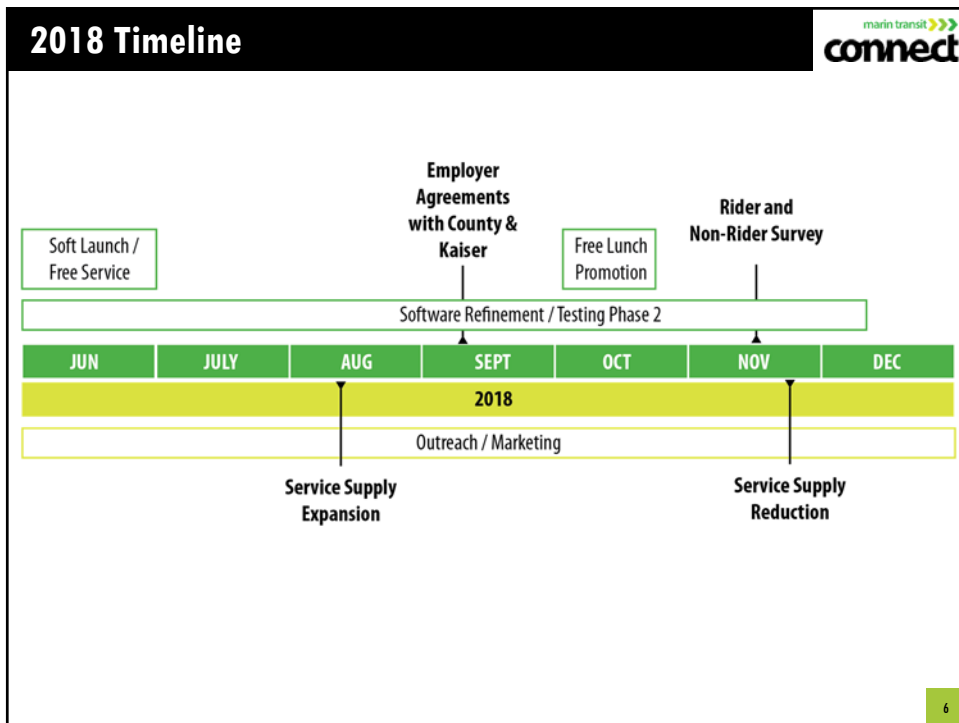 2018 Timeline
marin transit
connect
Employer
Agreements
with County &
Kaiser
Rider and
Non-Rider Survey
Soft Launch /
Free Service
Free Lunch
Promotion
Software Refinement / Testing Phase 2
JUN JULY AUG SEPT OCT NOV DEC
2018
Outreach / Marketing
Service Supply
Expansion
Service Supply
Reduction
6